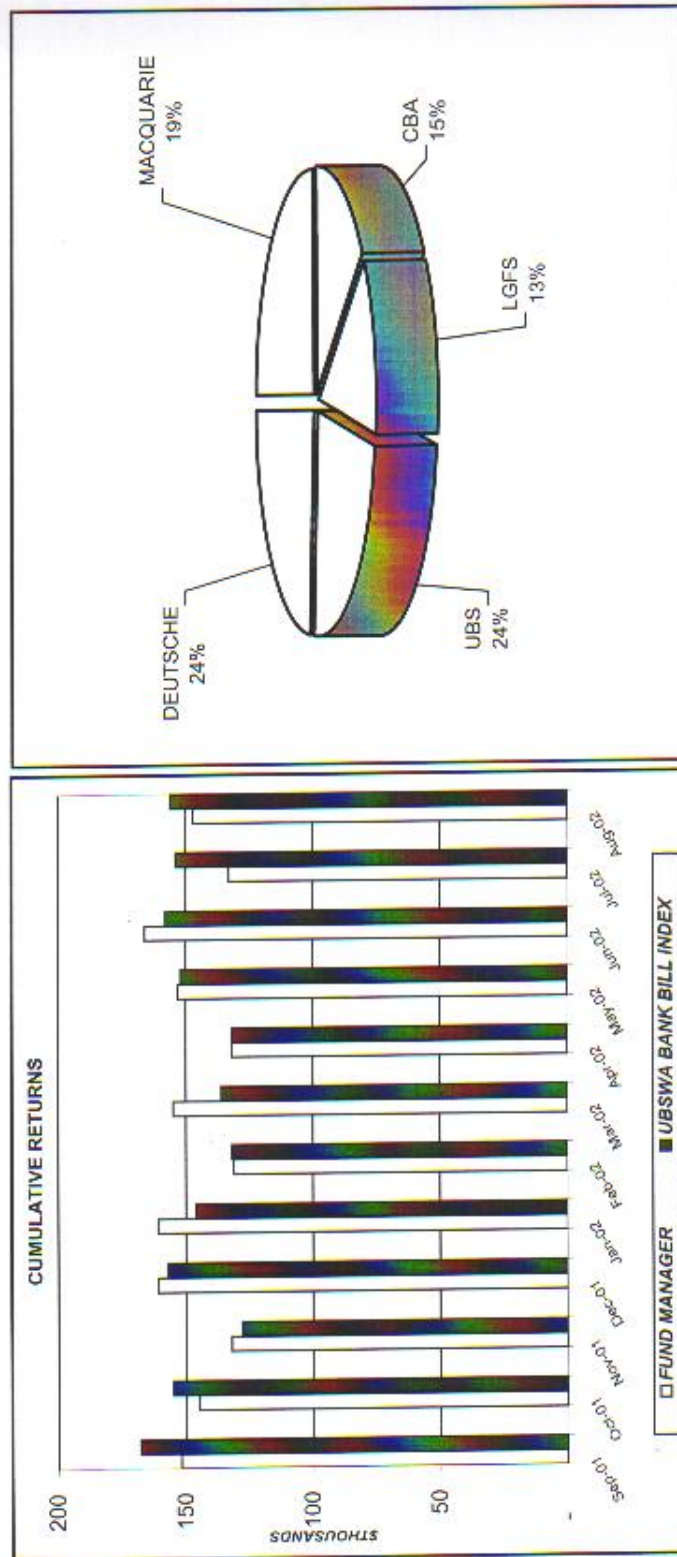 CUMULATIVE RETURNS
200
150
100
50
-
$THOUSANDS
Sep-01
Oct-01
Nov-01
Dec-01
Jan-02
Feb-02
Mar-02
Apr-02
May-02
Jun-02
Jul-02
Aug-02
FUND MANAGER
UBSWA BANK BILL INDEX
DEUTSCHE
24%
MACQUARIE
19%
UBS
24%
LGFS
13%
CBA
15%